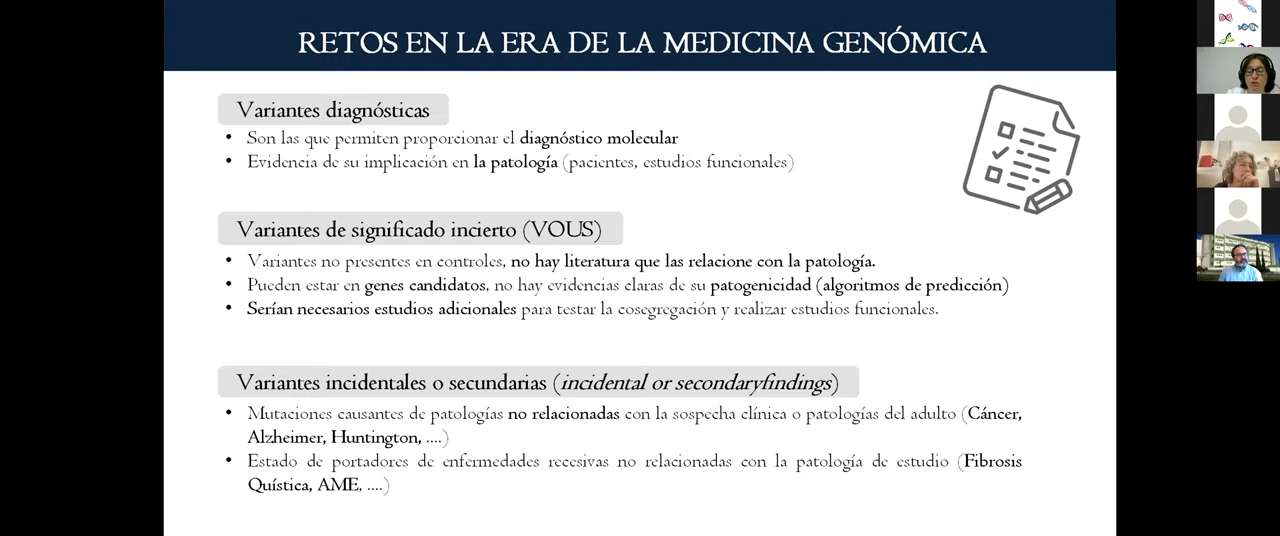 RETOS EN LA ERA DE LA MEDICINA GENÓMICA
Variantes diagnósticas
• Son las que permiten proporcionar el diagnóstico molecular
• Evidencia de su implicación en la patología (pacientes, estudios funcionales)
Variantes de significado incierto (VOUS)
• Variantes no presentes en controles, no hay literatura que las relacione con la patología.
• Pueden estar en genes candidatos, no hay evidencias claras de su patogenicidad (algoritmos de predicción)
• Serían necesarios estudios adicionales para testar la cosegregación y realizar estudios funcionales.
Variantes incidentales o secundarias (incidental or secondaryfindings)
• Mutaciones causantes de patologías no relacionadas con la sospecha clínica o patologías del adulto (Cáncer,
Alzheimer, Huntington, ....)
• Estado de portadores de enfermedades recesivas no relacionadas con la patología de estudio (Fibrosis
Quística, AME, ....)